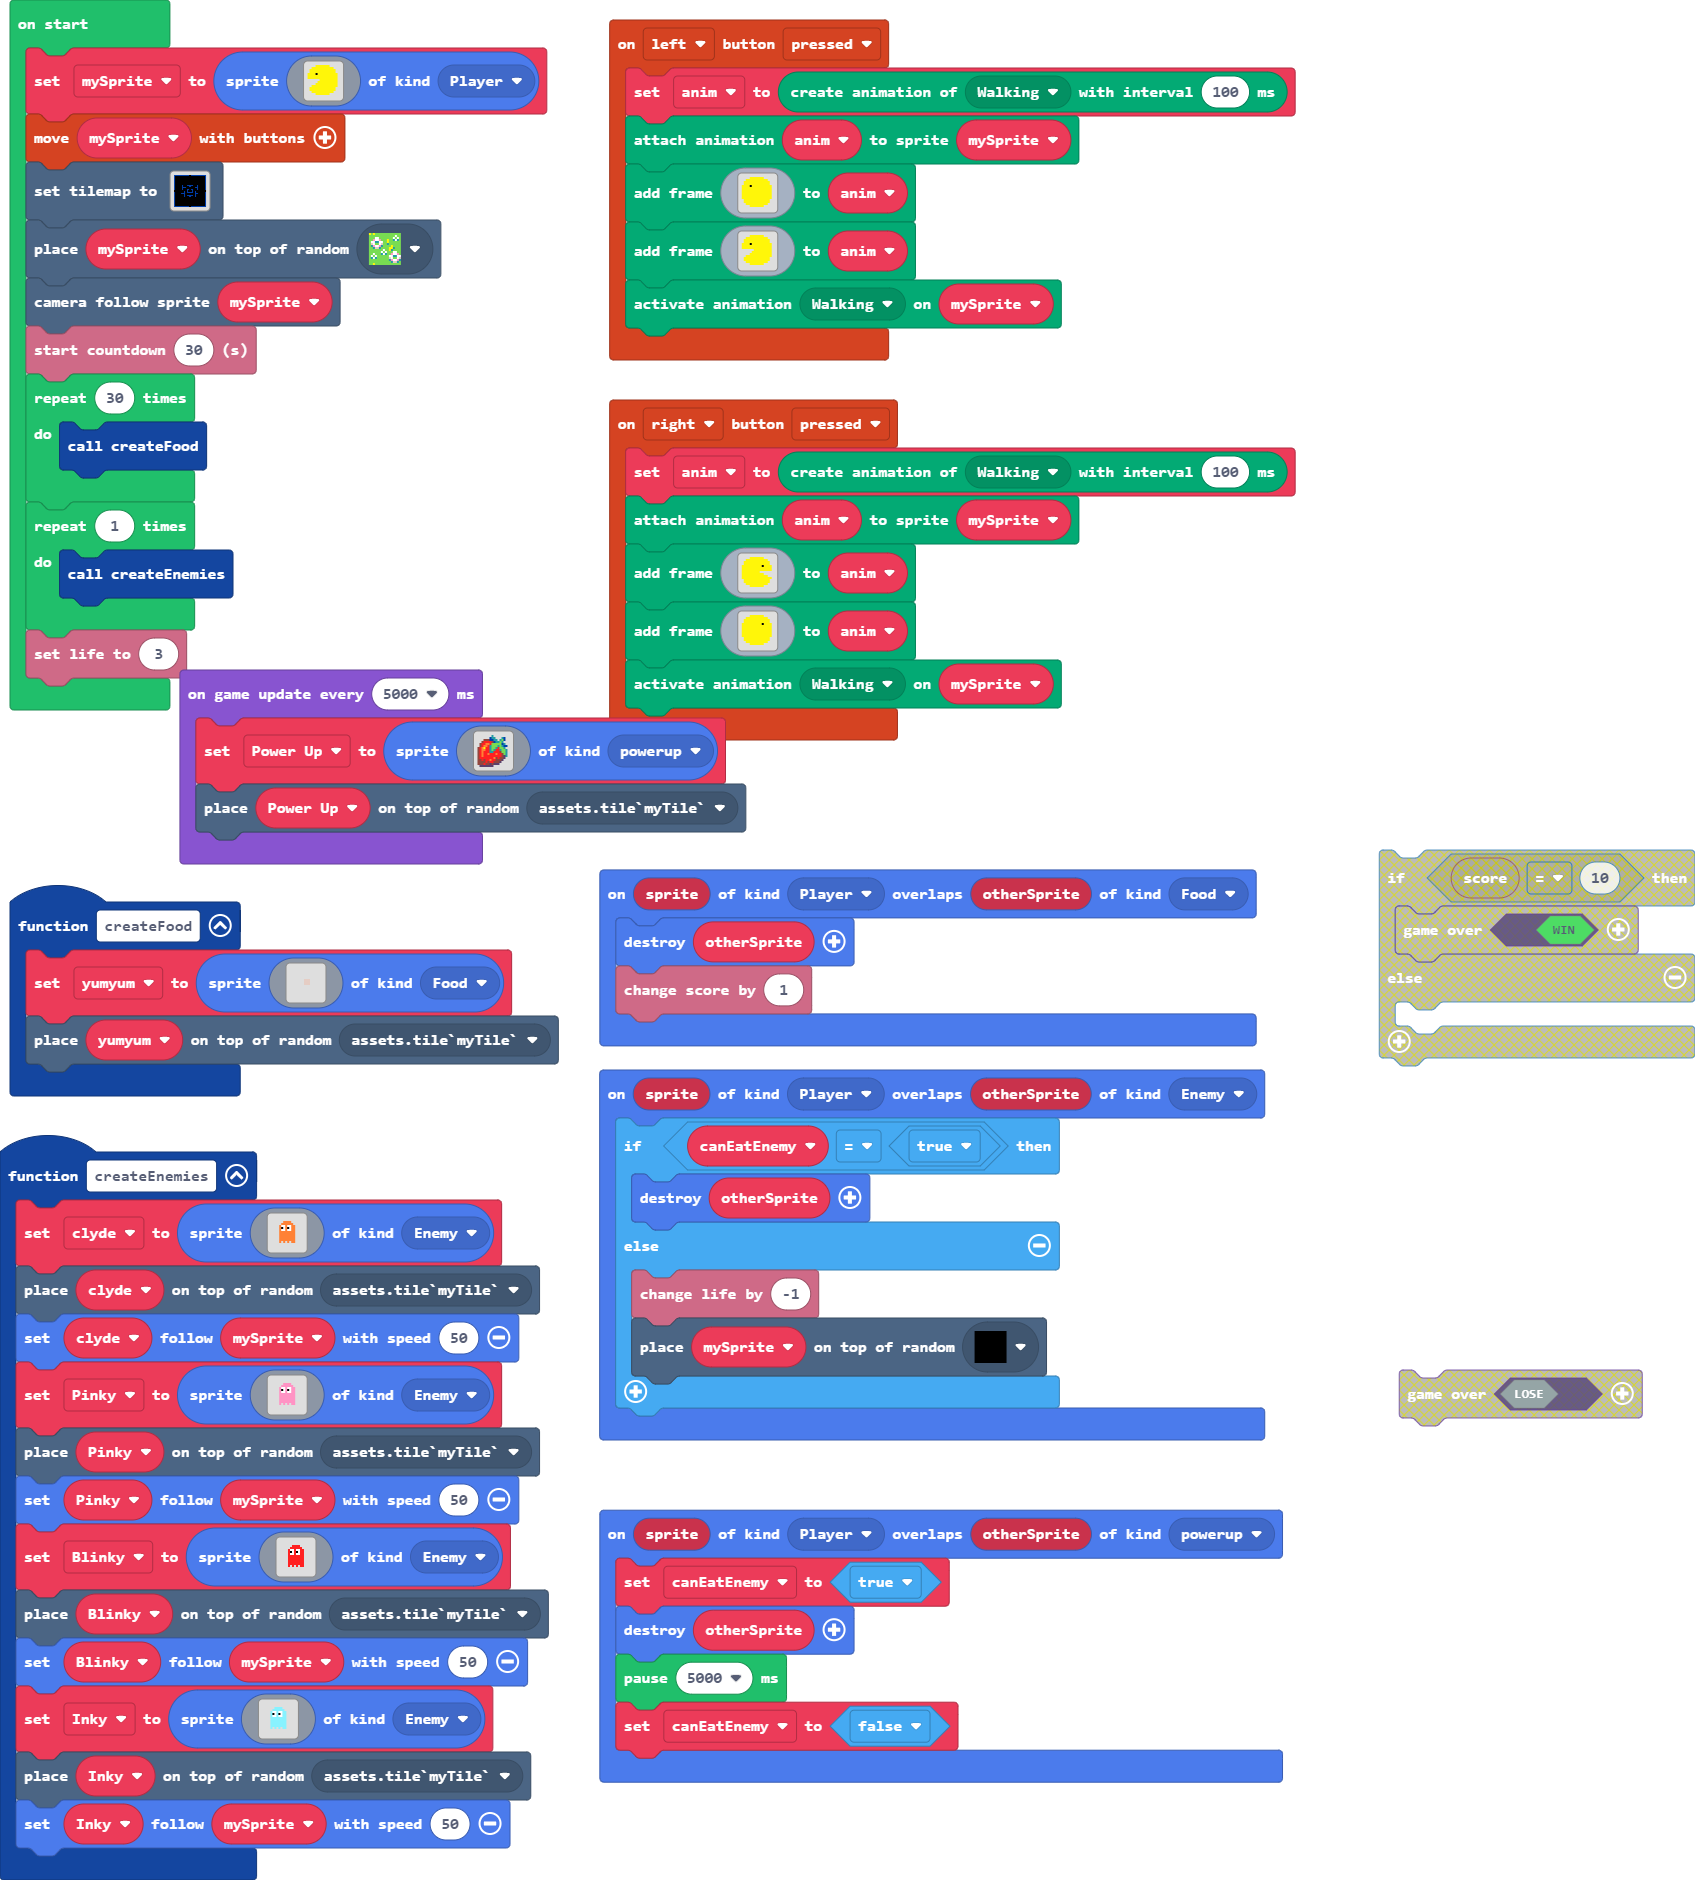 on start
set mySprite to sprite of kind Player
move mySprite with buttons
set tilemap to
place mySprite on top of random
camera follow sprite mySprite
start countdown 30 (s)
repeat 30 times
do
call createFood
repeat 1 times
do
call createEnemies
set life to 3
on game update every 5000 ms
set Power Up to sprite of kind powerup
place Power Up on top of random assets.tile`myTile`
function createFood
set yumyum to sprite of kind Food
place yumyum on top of random assets.tile`myTile`
function createEnemies
set clyde to sprite of kind Enemy
place clyde on top of random assets.tile`myTile`
set clyde follow mySprite with speed 50
set Pinky to sprite of kind Enemy
place Pinky on top of random assets.tile`myTile`
set Pinky follow mySprite with speed 50
set Blinky to sprite of kind Enemy
place Blinky on top of random assets.tile`myTile`
set Blinky follow mySprite with speed 50
set Inky to sprite of kind Enemy
place Inky on top of random assets.tile`myTile`
set Inky follow mySprite with speed 50
on left button pressed
set anim to create animation of Walking with interval 100 ms
attach animation anim to sprite mySprite
add frame to anim
add frame to anim
activate animation Walking on mySprite
on right button pressed
set anim to create animation of Walking with interval 100 ms
attach animation anim to sprite mySprite
add frame to anim
add frame to anim
activate animation Walking on mySprite
on sprite of kind Player overlaps otherSprite of kind Food
destroy otherSprite
change score by 1
on sprite of kind Player overlaps otherSprite of kind Enemy
if canEatEnemy = true then
destroy otherSprite
else
change life by -1
place mySprite on top of random
on sprite of kind Player overlaps otherSprite of kind powerup
set canEatEnemy to true
destroy otherSprite
pause 5000 ms
set canEatEnemy to false
if score = 10 then
game over WIN
else
game over LOSE